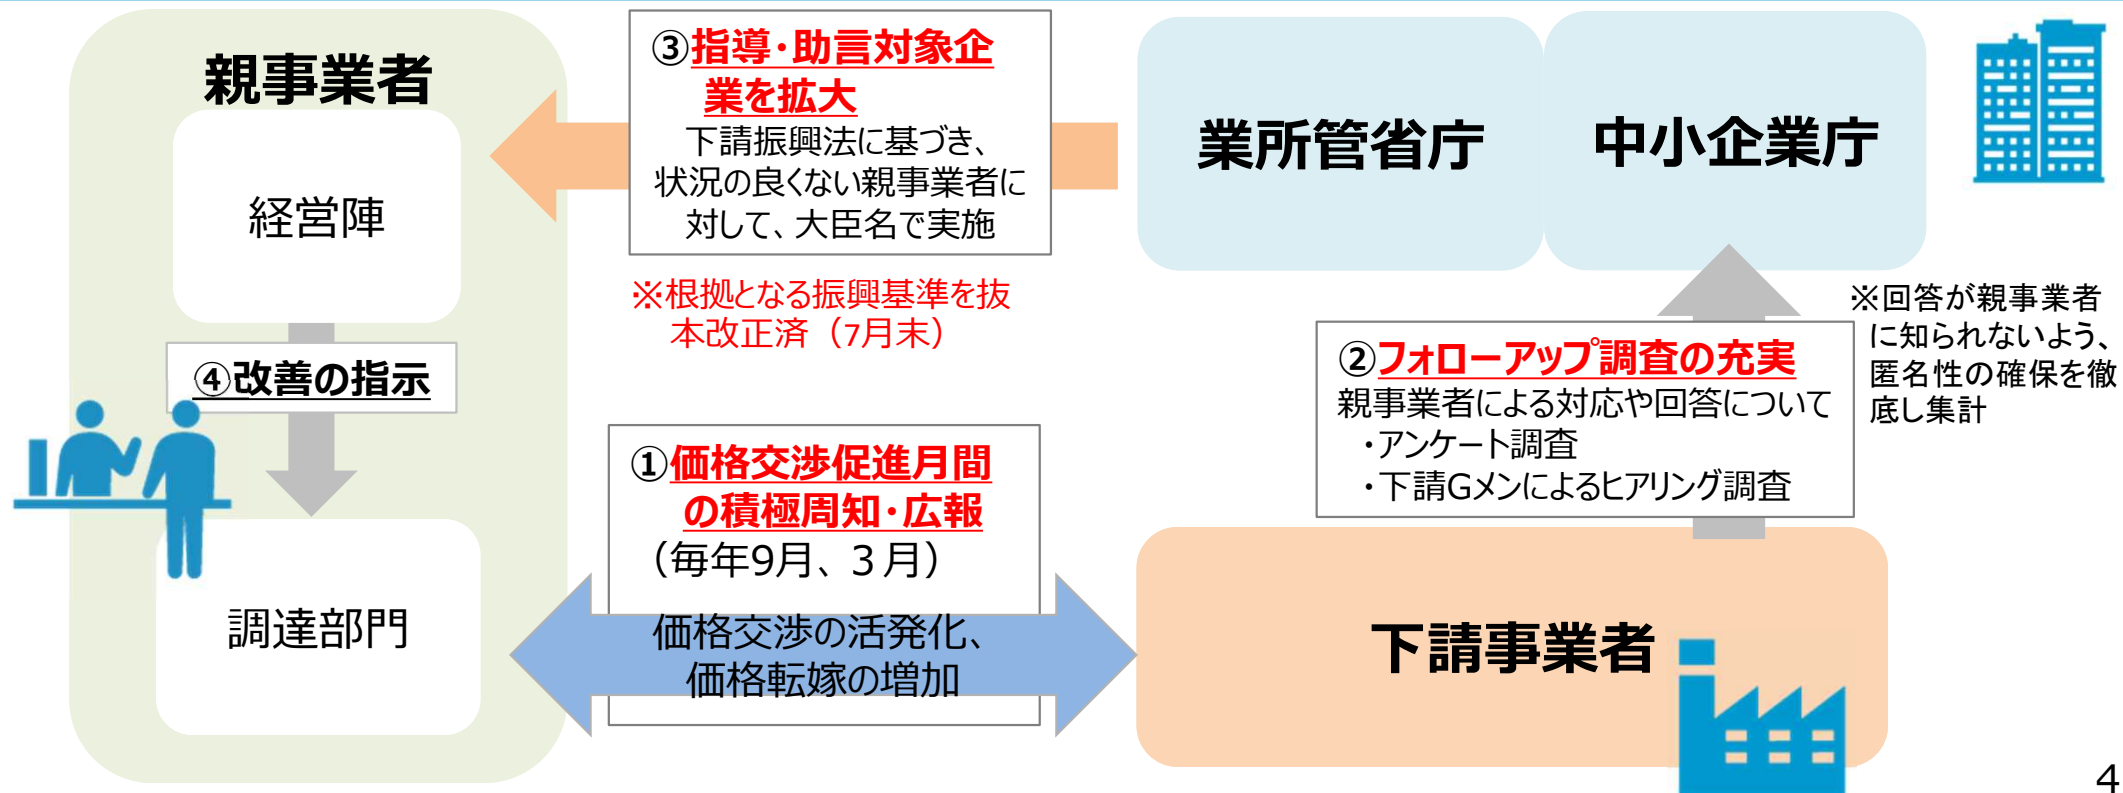 親事業者
経営陣
④改善の指示
調達部門
③指導・助言対象企
業を拡大
下請振興法に基づき、
状況の良くない親事業者に
対して、大臣名で実施
※根拠となる振興基準を抜
本改正済（7月末）
①価格交渉促進月間
の積極周知・広報
（毎年9月、３月）
価格交渉の活発化、
価格転嫁の増加
業所管省庁
中小企業庁
②フォローアップ調査の充実
親事業者による対応や回答について
・アンケート調査
・下請Gメンによるヒアリング調査
※回答が親事業者
に知られないよう、
匿名性の確保を徹
底し集計
下請事業者
4